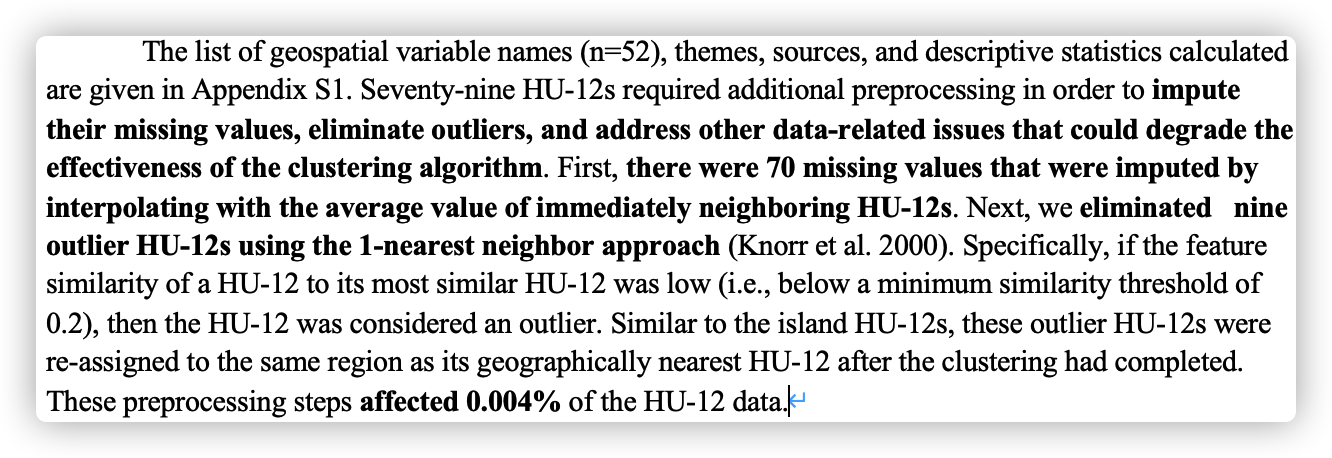 The list of geospatial variable names (n=52), themes, sources, and descriptive statistics calculated
are given in Appendix S1. Seventy-nine HU-12s required additional preprocessing in order to impute
their missing values, eliminate outliers, and address other data-related issues that could degrade the
effectiveness of the clustering algorithm. First, there were 70 missing values that were imputed by
interpolating with the average value of immediately neighboring HU-12s. Next, we eliminated nine
outlier HU-12s using the 1-nearest neighbor approach (Knorr et al. 2000). Specifically, if the feature
similarity of a HU-12 to its most similar HU-12 was low (i.e., below a minimum similarity threshold of
0.2), then the HU-12 was considered an outlier. Similar to the island HU-12s, these outlier HU-12s were
re-assigned to the same region as its geographically nearest HU-12 after the clustering had completed.
These preprocessing steps affected 0.004% of the HU-12 data.